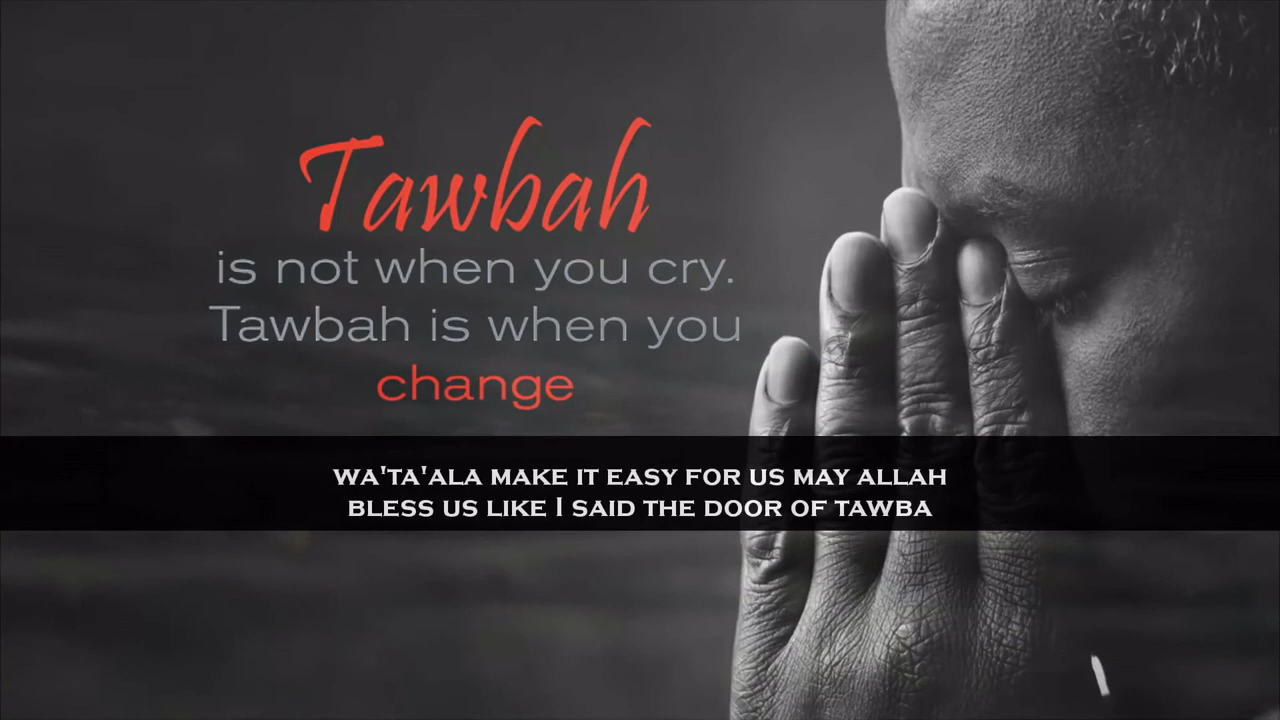 Tawbah
is not when you cry.
Tawbah is when you
change
WA'TA'ALA MAKE IT EASY FOR US MAY ALLAH
BLESS US LIKE I SAID THE DOOR OF TAWBA